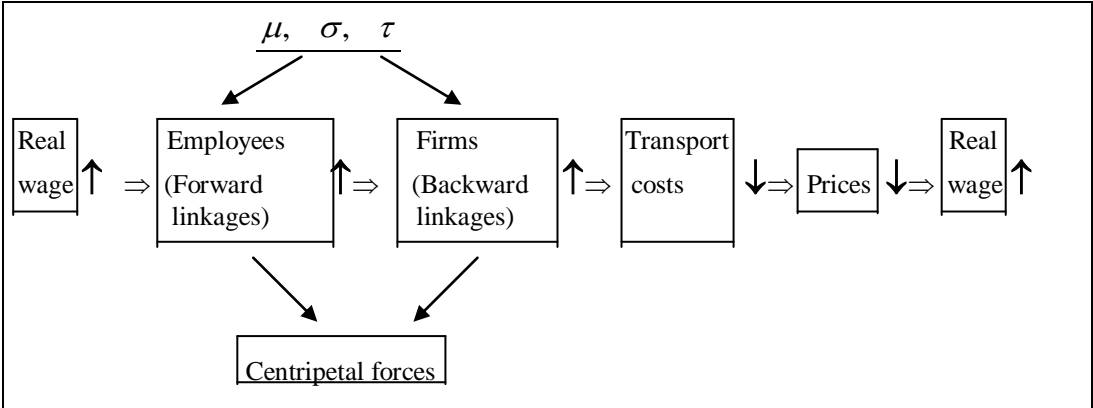 μ, σ, τ
Real wage ↑ ⇒ Employees (Forward linkages) ↑ ⇒ Firms (Backward linkages) ↑ ⇒ Transport costs ↓ ⇒ Prices ↓ ⇒ Real wage ↑
Centripetal forces